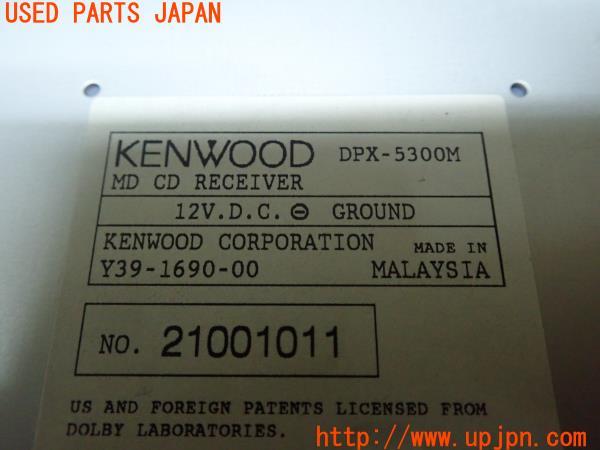 USED PARTS JAPAN
KENWOOD DPX-5300M
MD CD RECEIVER
12V.D.C. ⊖ GROUND
KENWOOD CORPORATION MADE IN
Y39-1690-00 MALAYSIA
NO. 21001011
US AND FOREIGN PATENTS LICENSED FROM
DOLBY LABORATORIES.
http://www.upjpn.com/